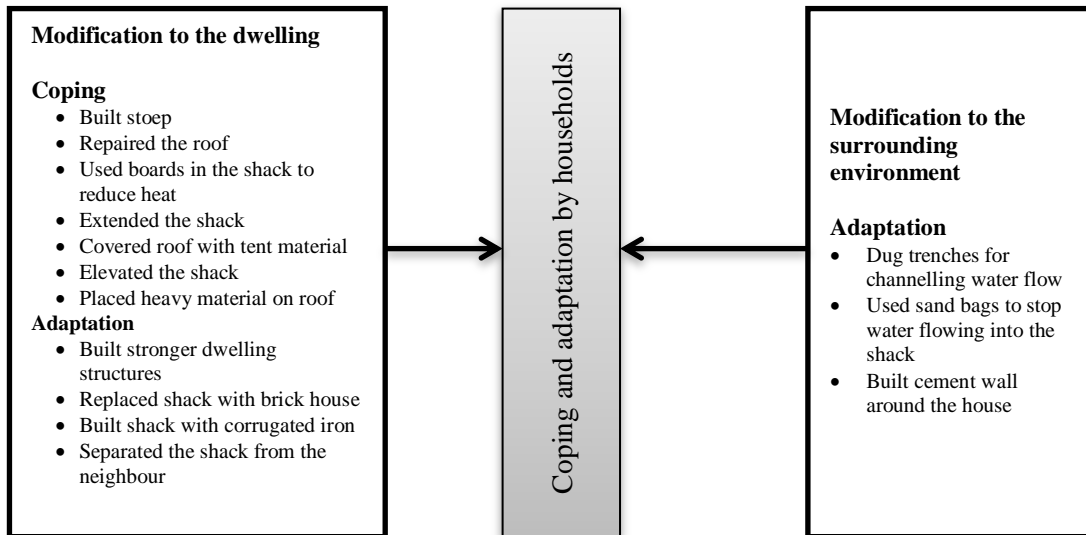 Modification to the dwelling
Coping
• Built stoep
• Repaired the roof
• Used boards in the shack to
reduce heat
• Extended the shack
• Covered roof with tent material
• Elevated the shack
• Placed heavy material on roof
Adaptation
• Built stronger dwelling
structures
• Replaced shack with brick house
• Built shack with corrugated iron
• Separated the shack from the
neighbour
Coping and adaptation by households
Modification to the
surrounding
environment
Adaptation
• Dug trenches for
channelling water flow
• Used sand bags to stop
water flowing into the
shack
• Built cement wall
around the house